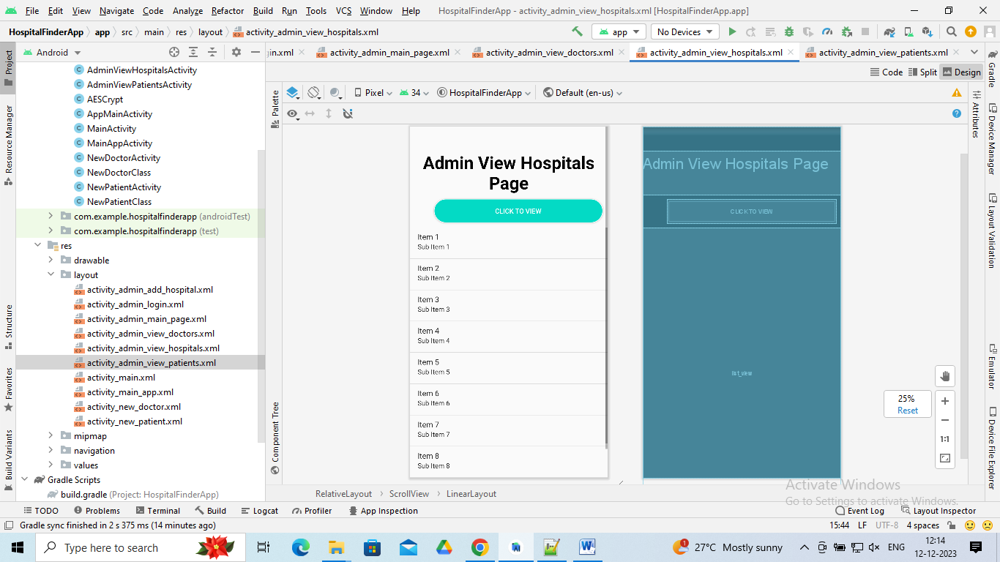 File Edit View Navigate Code Analyze Refactor Build Run Tools VCS Window Help HospitalFinderApp - activity_admin_view_hospitals.xml [HospitalFinderApp.app]
HospitalFinderApp app src main res layout activity_admin_view_hospitals.xml app No Devices
Project
Resource Manager
Structure
Favorites
Build Variants
Android
AdminViewHospitalsActivity
AdminViewPatientsActivity
AESCrypt
AppMainActivity
MainActivity
MainAppActivity
NewDoctorActivity
NewDoctorClass
NewPatientActivity
NewPatientClass
com.example.hospitalfinderapp (androidTest)
com.example.hospitalfinderapp (test)
res
drawable
layout
activity_admin_add_hospital.xml
activity_admin_login.xml
activity_admin_main_page.xml
activity_admin_view_doctors.xml
activity_admin_view_hospitals.xml
activity_admin_view_patients.xml
activity_main.xml
activity_main_app.xml
activity_new_doctor.xml
activity_new_patient.xml
mipmap
navigation
values
Gradle Scripts
build.gradle (Project: HospitalFinderApp)
in.xml activity_admin_main_page.xml activity_admin_view_doctors.xml activity_admin_view_hospitals.xml activity_admin_view_patients.xml
Code Split Design
Palette
Component Tree
Pixel 34 HospitalFinderApp Default (en-us)
Admin View Hospitals
Page
CLICK TO VIEW
Item 1
Sub Item 1
Item 2
Sub Item 2
Item 3
Sub Item 3
Item 4
Sub Item 4
Item 5
Sub Item 5
Item 6
Sub Item 6
Item 7
Sub Item 7
Item 8
Sub Item 8
Admin View Hospitals Page
CLICK TO VIEW
list_view
25%
Reset
1:1
Attributes
Gradle
Device Manager
Layout Validation
Emulator
Device File Explorer
Activate Windows
Go to Settings to activate Windows.
RelativeLayout ScrollView LinearLayout
TODO Problems Terminal Build Logcat Profiler App Inspection Event Log Layout Inspector
Gradle sync finished in 2 s 375 ms (14 minutes ago) 15:44 LF UTF-8 4 spaces
Type here to search 27°C Mostly sunny ENG 12:14
12-12-2023